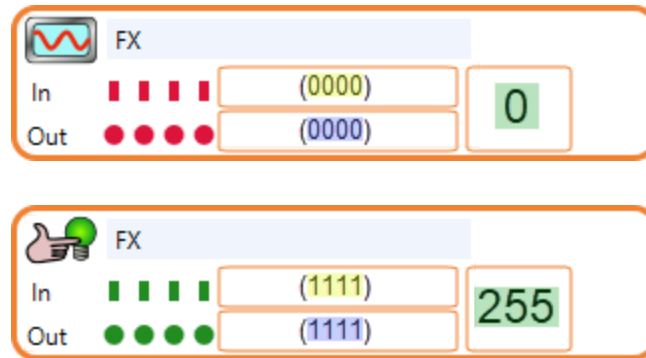 FX
In (0000)
0
Out (0000)
FX
In (1111)
255
Out (1111)